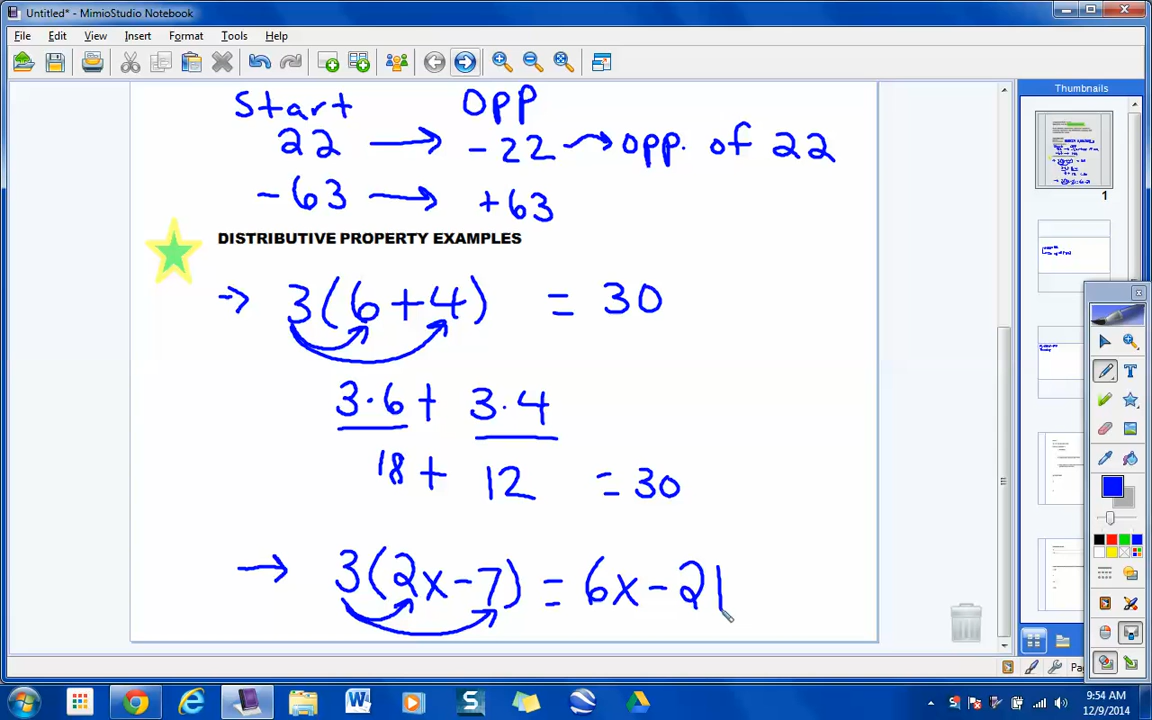 Untitled* - MimioStudio Notebook
File Edit View Insert Format Tools Help
Thumbnails
Start Opp
22 → -22 → opp. of 22
-63 → +63
DISTRIBUTIVE PROPERTY EXAMPLES
→ 3(6+4) = 30
3·6 + 3·4
18 + 12 = 30
→ 3(2x-7) = 6x-21
1
9:54 AM
12/9/2014